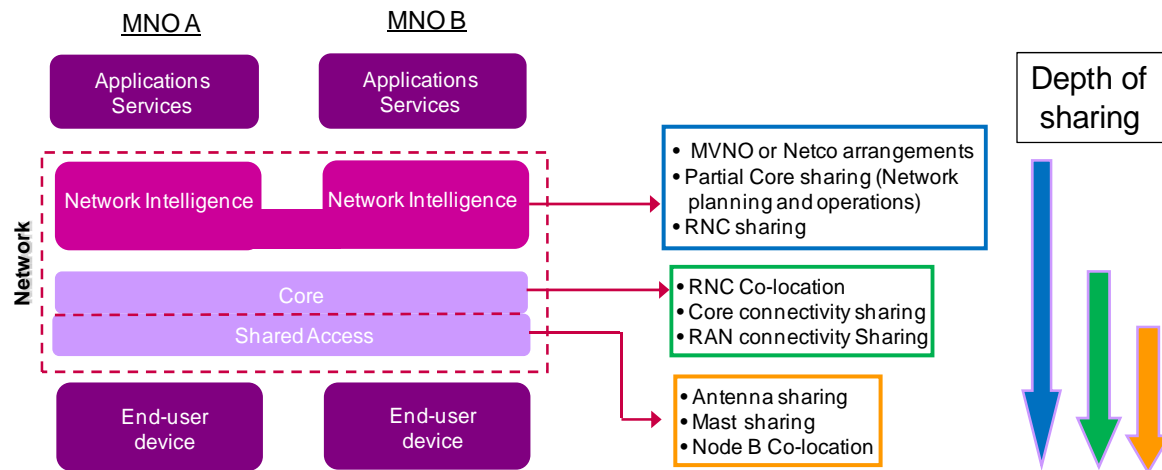 MNO A
MNO B
Applications
Services
Applications
Services
Depth of
sharing
Network
Network Intelligence
Network Intelligence
• MVNO or Netco arrangements
• Partial Core sharing (Network
planning and operations)
• RNC sharing
Core
Shared Access
• RNC Co-location
• Core connectivity sharing
• RAN connectivity Sharing
End-user
device
End-user
device
• Antenna sharing
• Mast sharing
• Node B Co-location